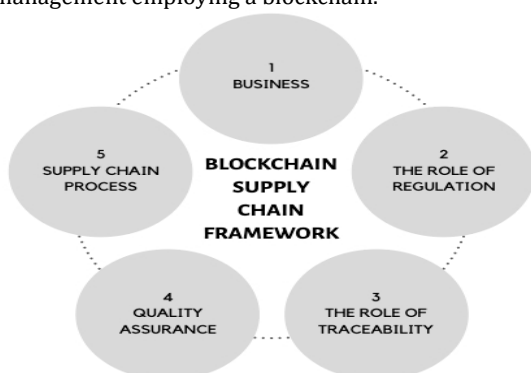 management employing a blockchain.
1
BUSINESS
2
THE ROLE OF
REGULATION
3
THE ROLE OF
TRACEABILITY
4
QUALITY
ASSURANCE
5
SUPPLY CHAIN
PROCESS
BLOCKCHAIN
SUPPLY
CHAIN
FRAMEWORK